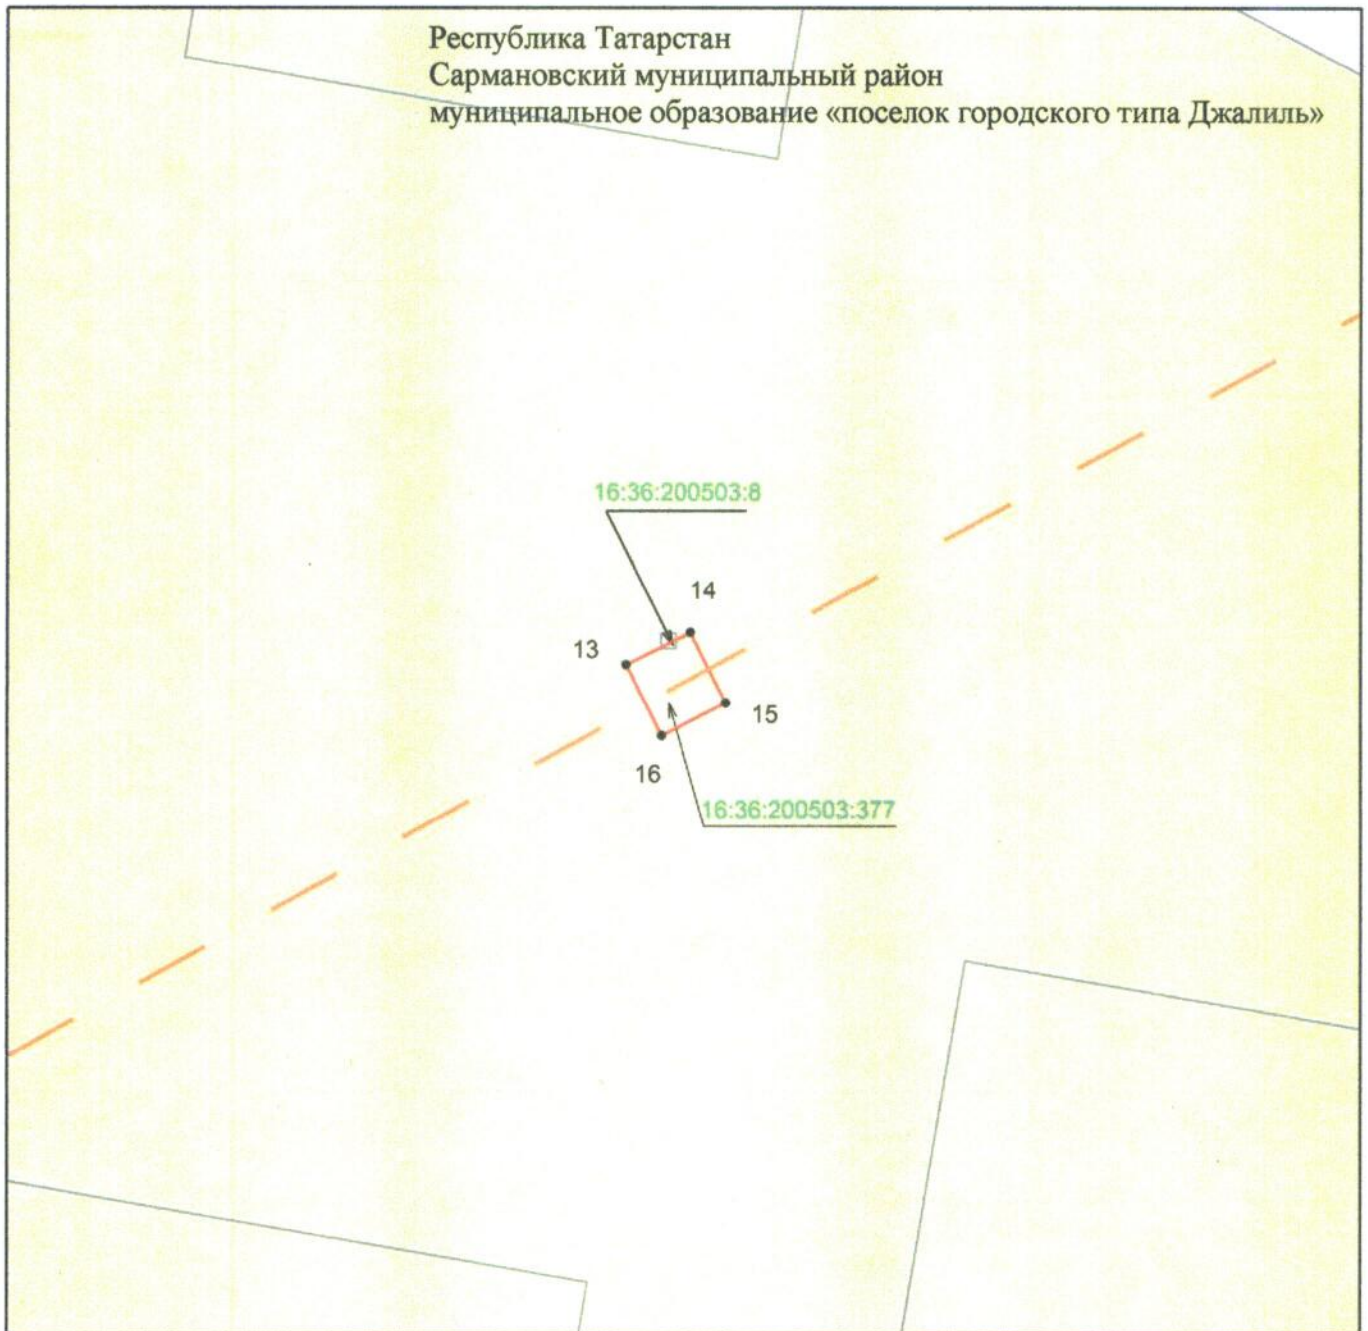 Республика Татарстан
Сармановский муниципальный район
муниципальное образование «поселок городского типа Джалиль»
16:36:200503:8
14
13
15
16
16:36:200503:377